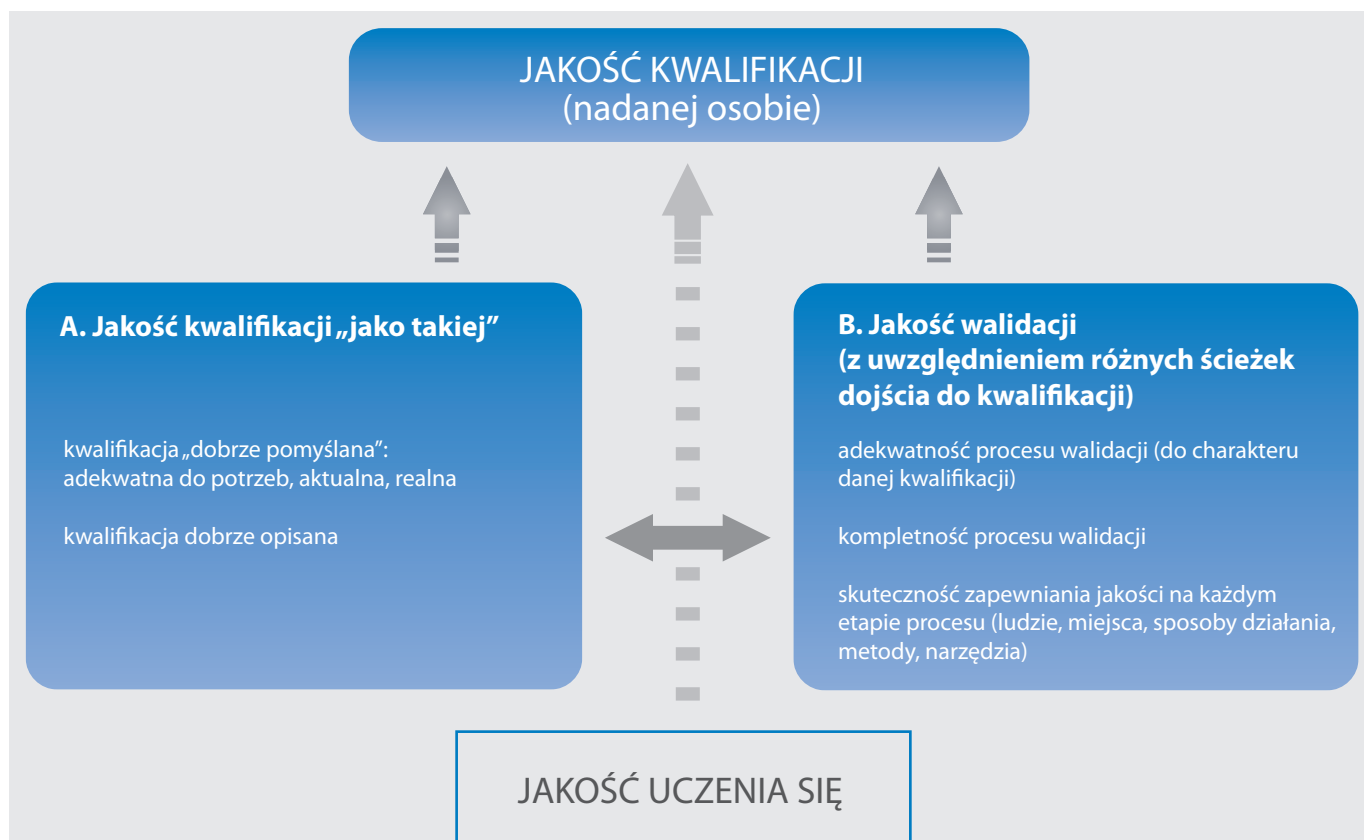 JAKOŚĆ KWALIFIKACJI
(nadanej osobie)
A. Jakość kwalifikacji „jako takiej”
kwalifikacja „dobrze pomyślana”:
adekwatna do potrzeb, aktualna, realna
kwalifikacja dobrze opisana
B. Jakość walidacji
(z uwzględnieniem różnych ścieżek
dojścia do kwalifikacji)
adekwatność procesu walidacji (do charakteru
danej kwalifikacji)
kompletność procesu walidacji
skuteczność zapewniania jakości na każdym
etapie procesu (ludzie, miejsca, sposoby działania,
metody, narzędzia)
JAKOŚĆ UCZENIA SIĘ